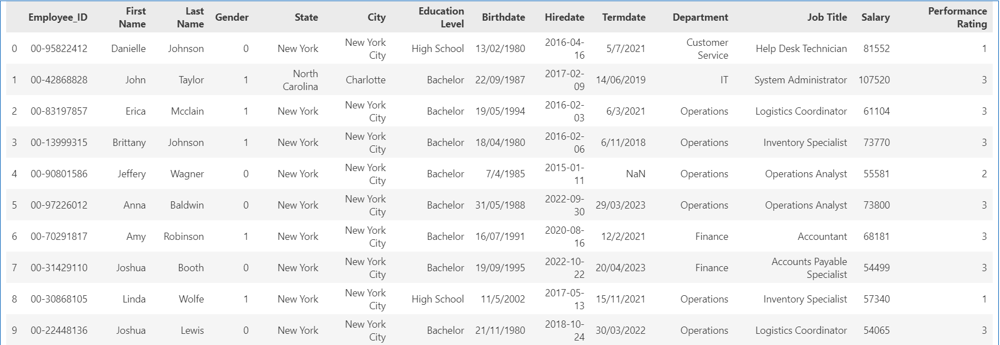 Employee_ID First Name Last Name Gender State City Education Level Birthdate Hiredate Termdate Department Job Title Salary Performance Rating
0 00-95822412 Danielle Johnson 0 New York New York City High School 13/02/1980 2016-04-16 5/7/2021 Customer Service Help Desk Technician 81552 1
1 00-42868828 John Taylor 1 North Carolina Charlotte Bachelor 22/09/1987 2017-02-09 14/06/2019 IT System Administrator 107520 3
2 00-83197857 Erica Mcclain 1 New York New York City Bachelor 19/05/1994 2016-02-03 6/3/2021 Operations Logistics Coordinator 61104 3
3 00-13999315 Brittany Johnson 1 New York New York City Bachelor 18/04/1980 2016-02-06 6/11/2018 Operations Inventory Specialist 73770 3
4 00-90801586 Jeffery Wagner 0 New York New York City Bachelor 7/4/1985 2015-01-11 NaN Operations Operations Analyst 55581 2
5 00-97226012 Anna Baldwin 0 New York New York City Bachelor 31/05/1988 2022-09-30 29/03/2023 Operations Operations Analyst 73800 3
6 00-70291817 Amy Robinson 1 New York New York City Bachelor 16/07/1991 2020-08-16 12/2/2021 Finance Accountant 68181 3
7 00-31429110 Joshua Booth 0 New York New York City Bachelor 19/09/1995 2022-10-22 20/04/2023 Finance Accounts Payable Specialist 54499 3
8 00-30868105 Linda Wolfe 1 New York New York City High School 11/5/2002 2017-05-13 15/11/2021 Operations Inventory Specialist 57340 1
9 00-22448136 Joshua Lewis 0 New York New York City Bachelor 21/11/1980 2018-10-24 30/03/2022 Operations Logistics Coordinator 54065 3